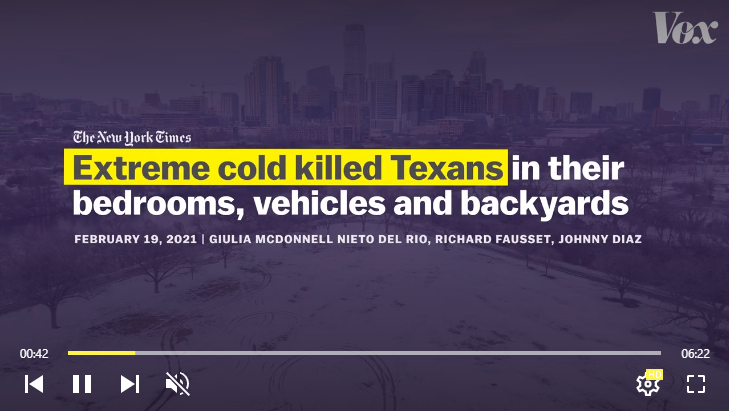 Vox
The New York Times
Extreme cold killed Texans in their
bedrooms, vehicles and backyards
FEBRUARY 19, 2021 | GIULIA MCDONNELL NIETO DEL RIO, RICHARD FAUSSET, JOHNNY DIAZ
00:42
06:22
HD